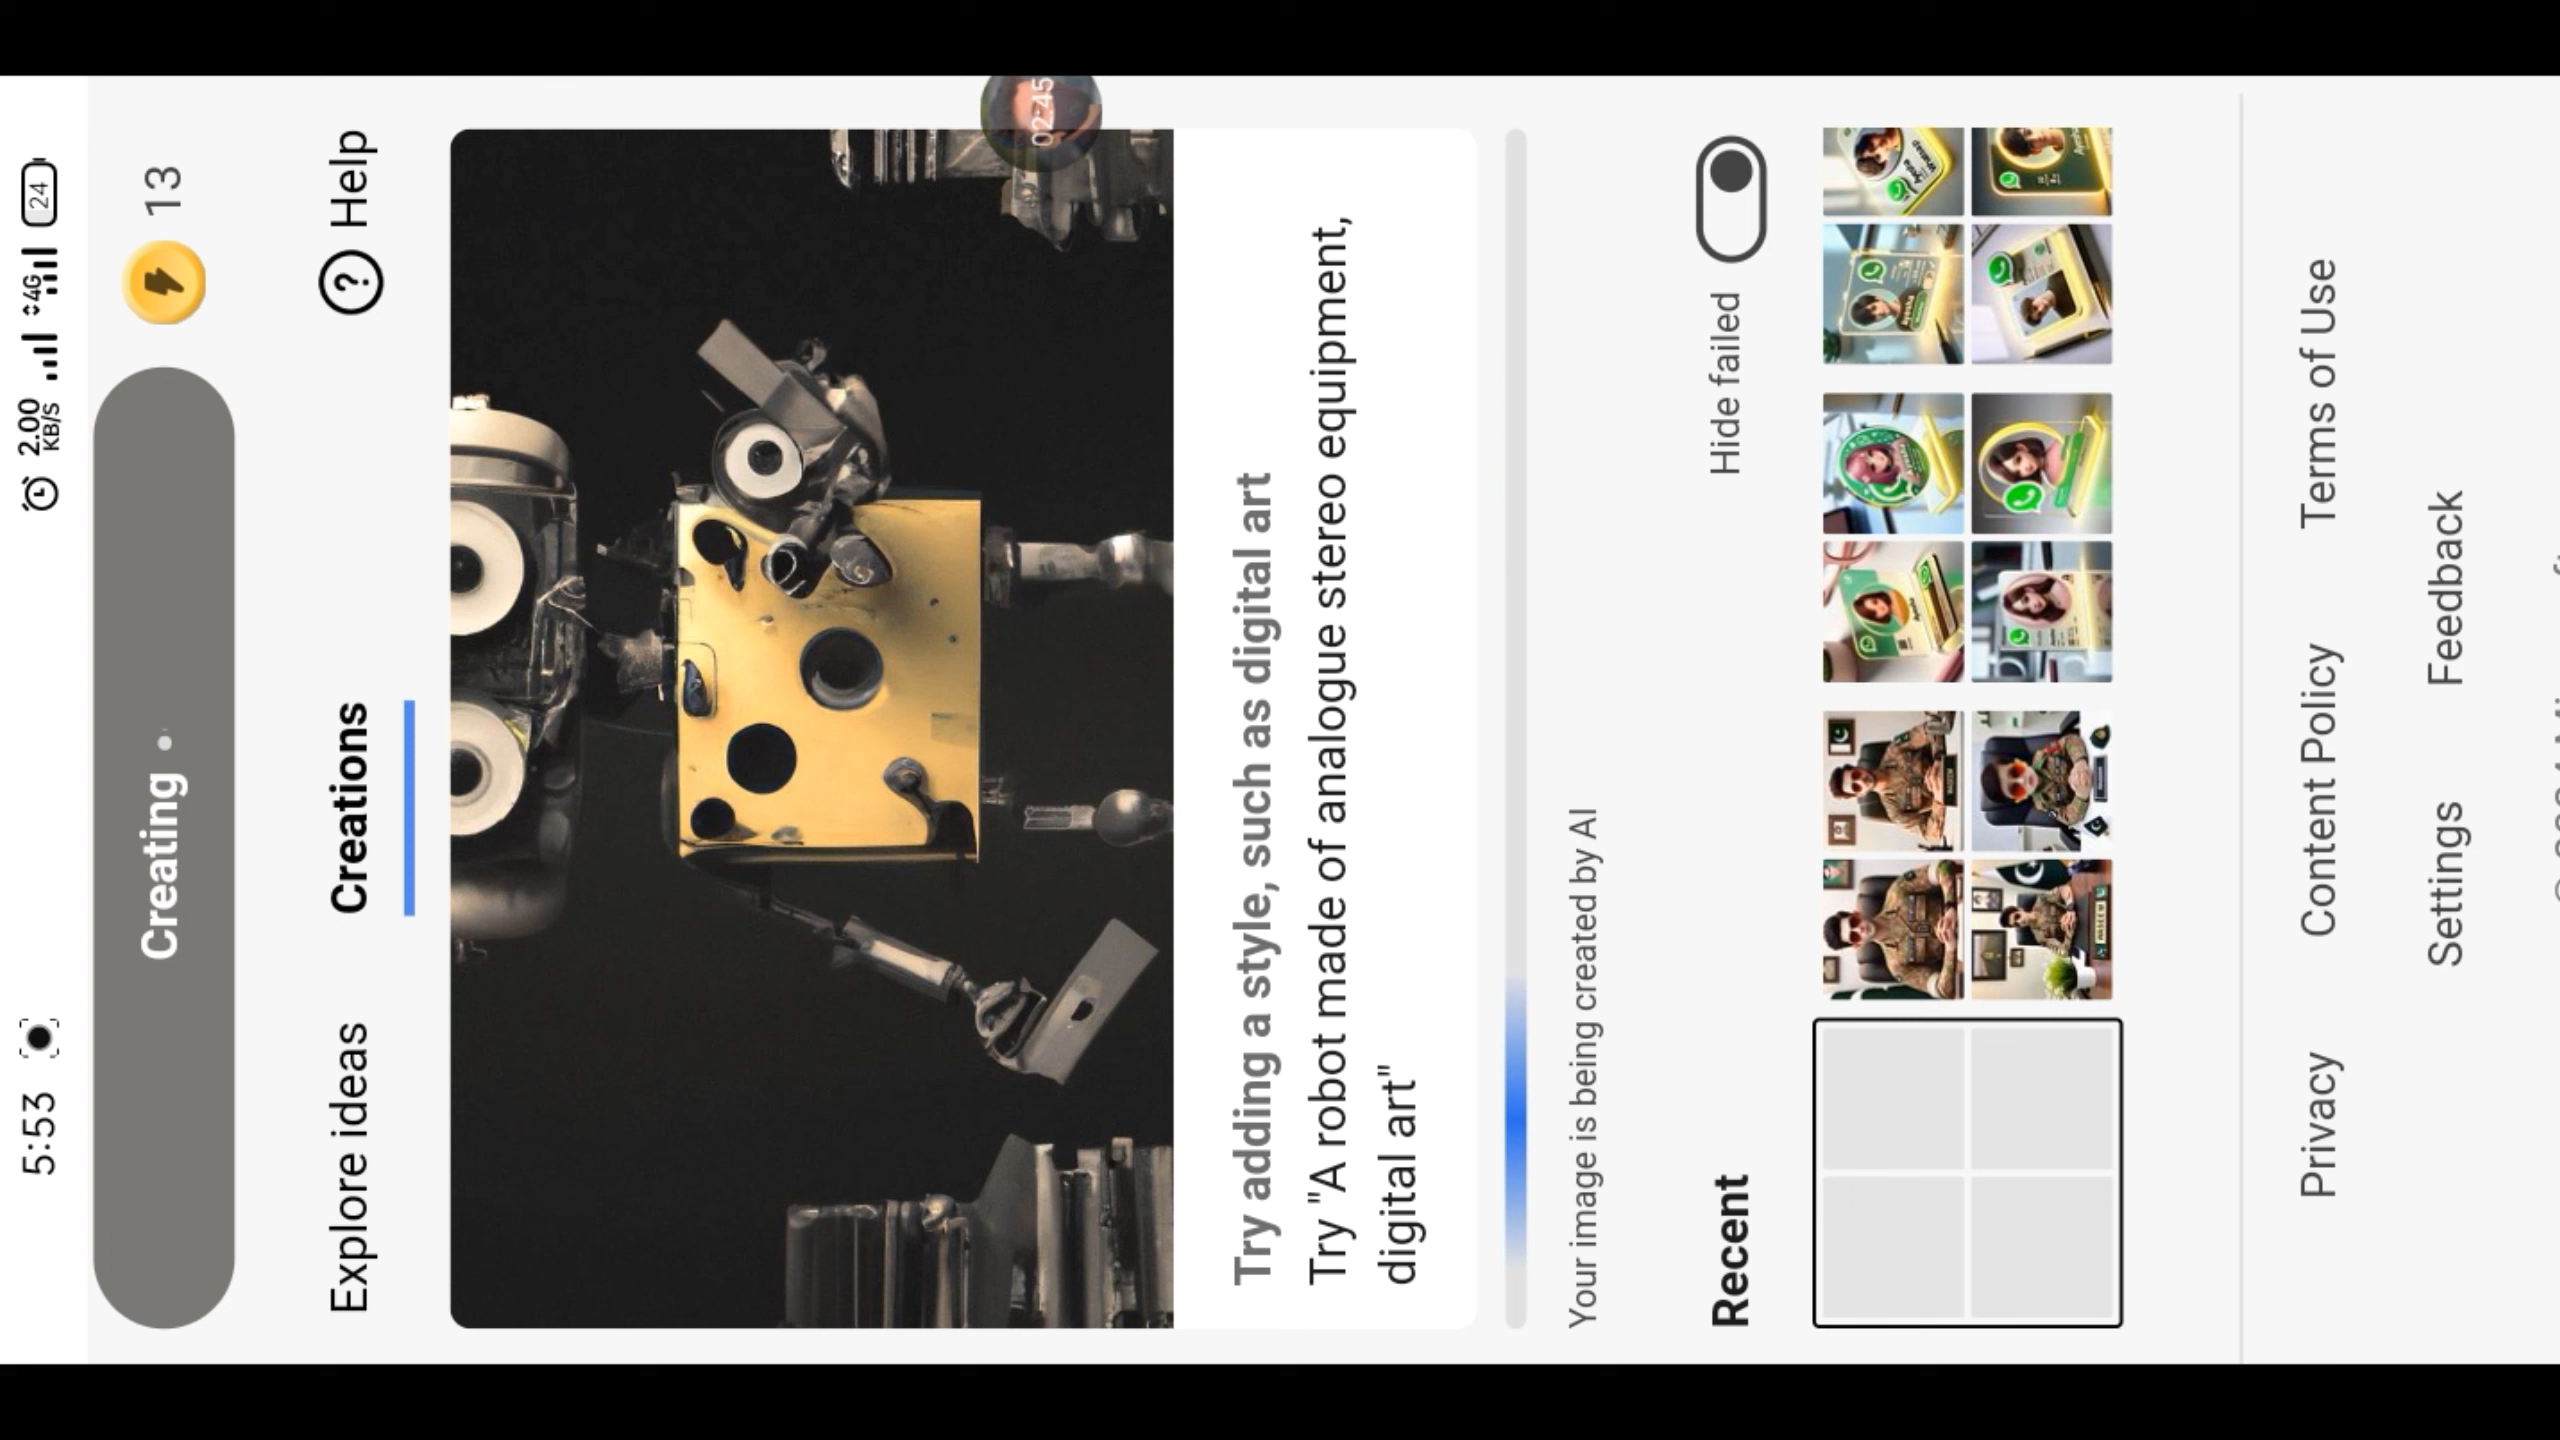 5:53
2.00
KB/s
4G
24
Creating
13
Explore ideas
Creations
Help
02:45
Try adding a style, such as digital art
Try "A robot made of analogue stereo equipment,
digital art"
Your image is being created by AI
Recent
Hide failed
Privacy
Content Policy
Terms of Use
Settings
Feedback